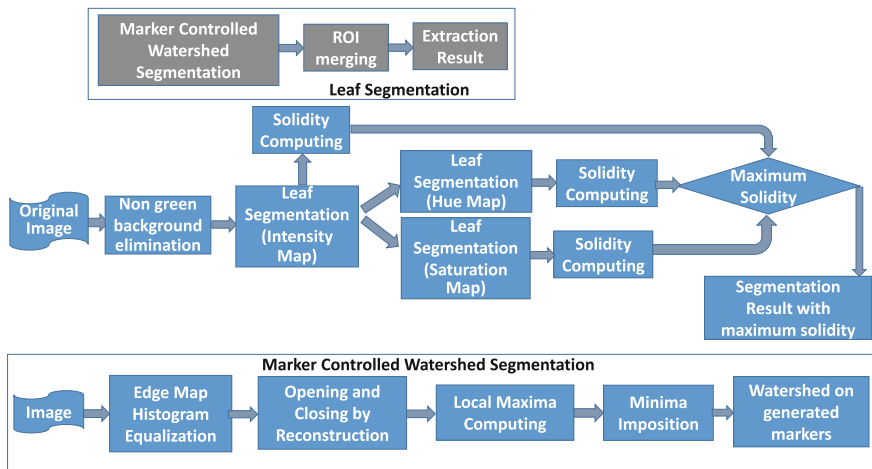 Marker Controlled
Watershed
Segmentation
ROI
merging
Extraction
Result
Leaf Segmentation
Solidity
Computing
Original
Image
Non green
background
elimination
Leaf
Segmentation
(Intensity
Map)
Leaf
Segmentation
(Hue Map)
Solidity
Computing
Leaf
Segmentation
(Saturation
Map)
Solidity
Computing
Maximum
Solidity
Segmentation
Result with
maximum solidity
Marker Controlled Watershed Segmentation
Image
Edge Map
Histogram
Equalization
Opening and
Closing by
Reconstruction
Local Maxima
Computing
Minima
Imposition
Watershed on
generated
markers